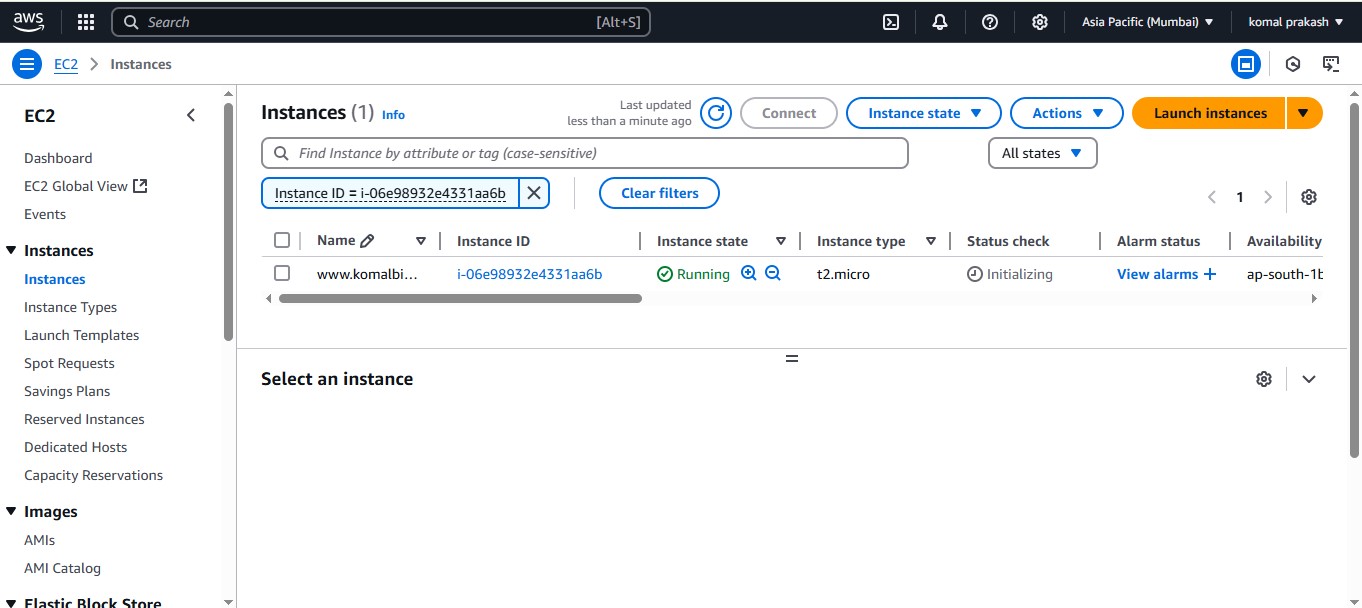 aws Search [Alt+S] Asia Pacific (Mumbai) komal prakash
EC2 Instances
EC2
Dashboard
EC2 Global View
Events
Instances
Instances
Instance Types
Launch Templates
Spot Requests
Savings Plans
Reserved Instances
Dedicated Hosts
Capacity Reservations
Images
AMIs
AMI Catalog
Elastic Block Store
Instances (1) Info
Last updated
less than a minute ago
Connect Instance state Actions Launch instances
Find Instance by attribute or tag (case-sensitive) All states
Instance ID = i-06e98932e4331aa6b Clear filters 1
Name Instance ID Instance state Instance type Status check Alarm status Availability
www.komalbi... i-06e98932e4331aa6b Running t2.micro Initializing View alarms + ap-south-1b
Select an instance